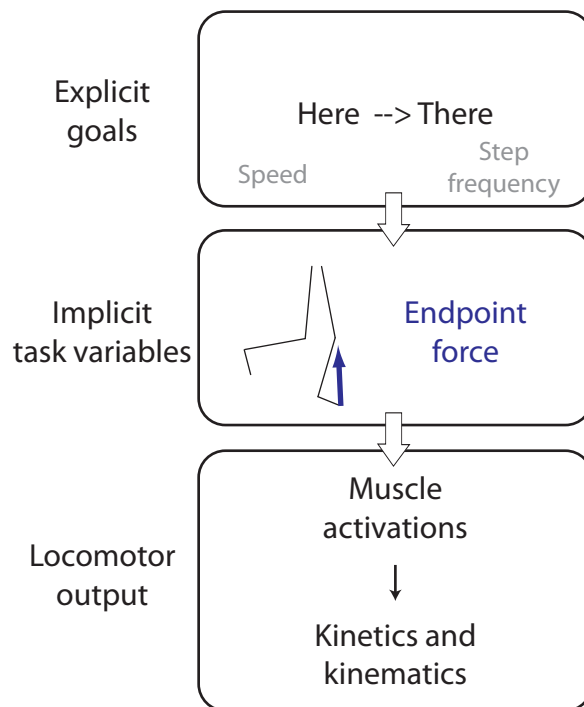 Explicit
goals
Here --> There
Speed
Step
frequency
Implicit
task variables
Endpoint
force
Locomotor
output
Muscle
activations
Kinetics and
kinematics